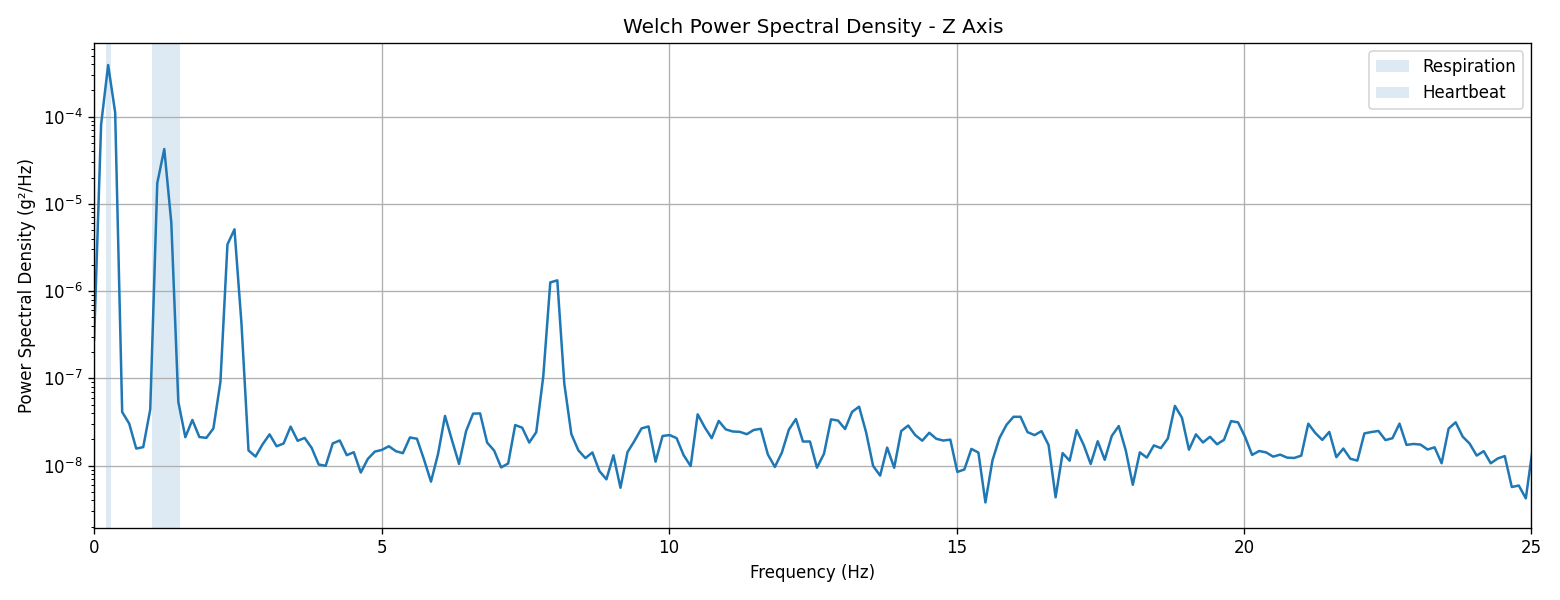 Welch Power Spectral Density - Z Axis
Respiration
Heartbeat
Power Spectral Density (g²/Hz)
10⁻⁴
10⁻⁵
10⁻⁶
10⁻⁷
10⁻⁸
0 5 10 15 20 25
Frequency (Hz)